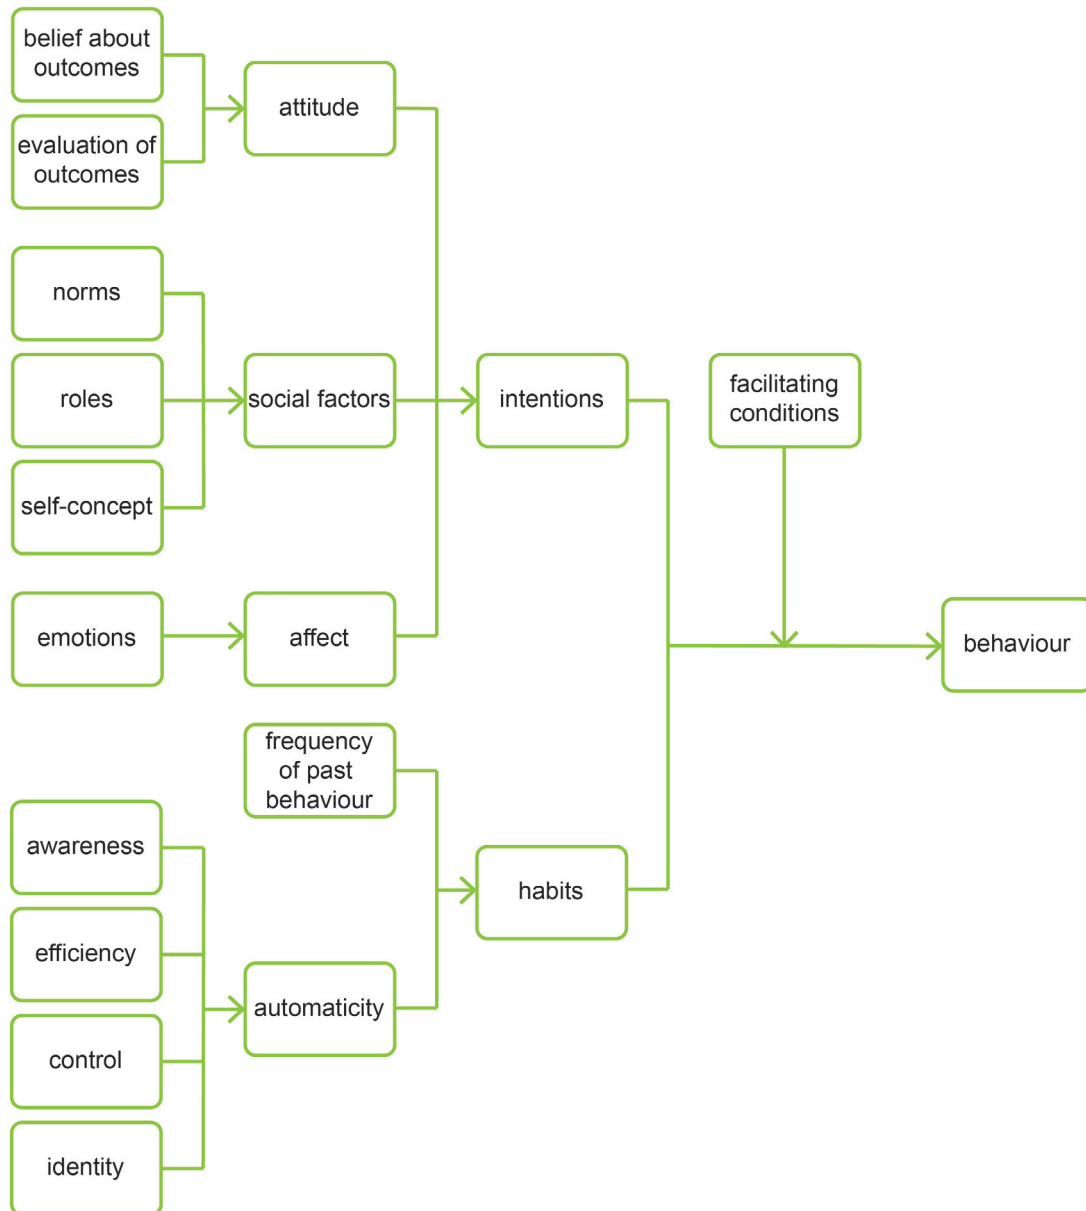 belief about
outcomes
evaluation of
outcomes
attitude
norms
roles
self-concept
social factors
intentions
facilitating
conditions
emotions
affect
behaviour
frequency
of past
behaviour
awareness
efficiency
control
identity
automaticity
habits